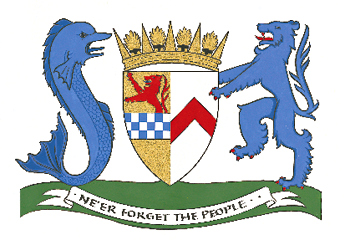 · NE'ER FORGET THE PEOPLE · ·